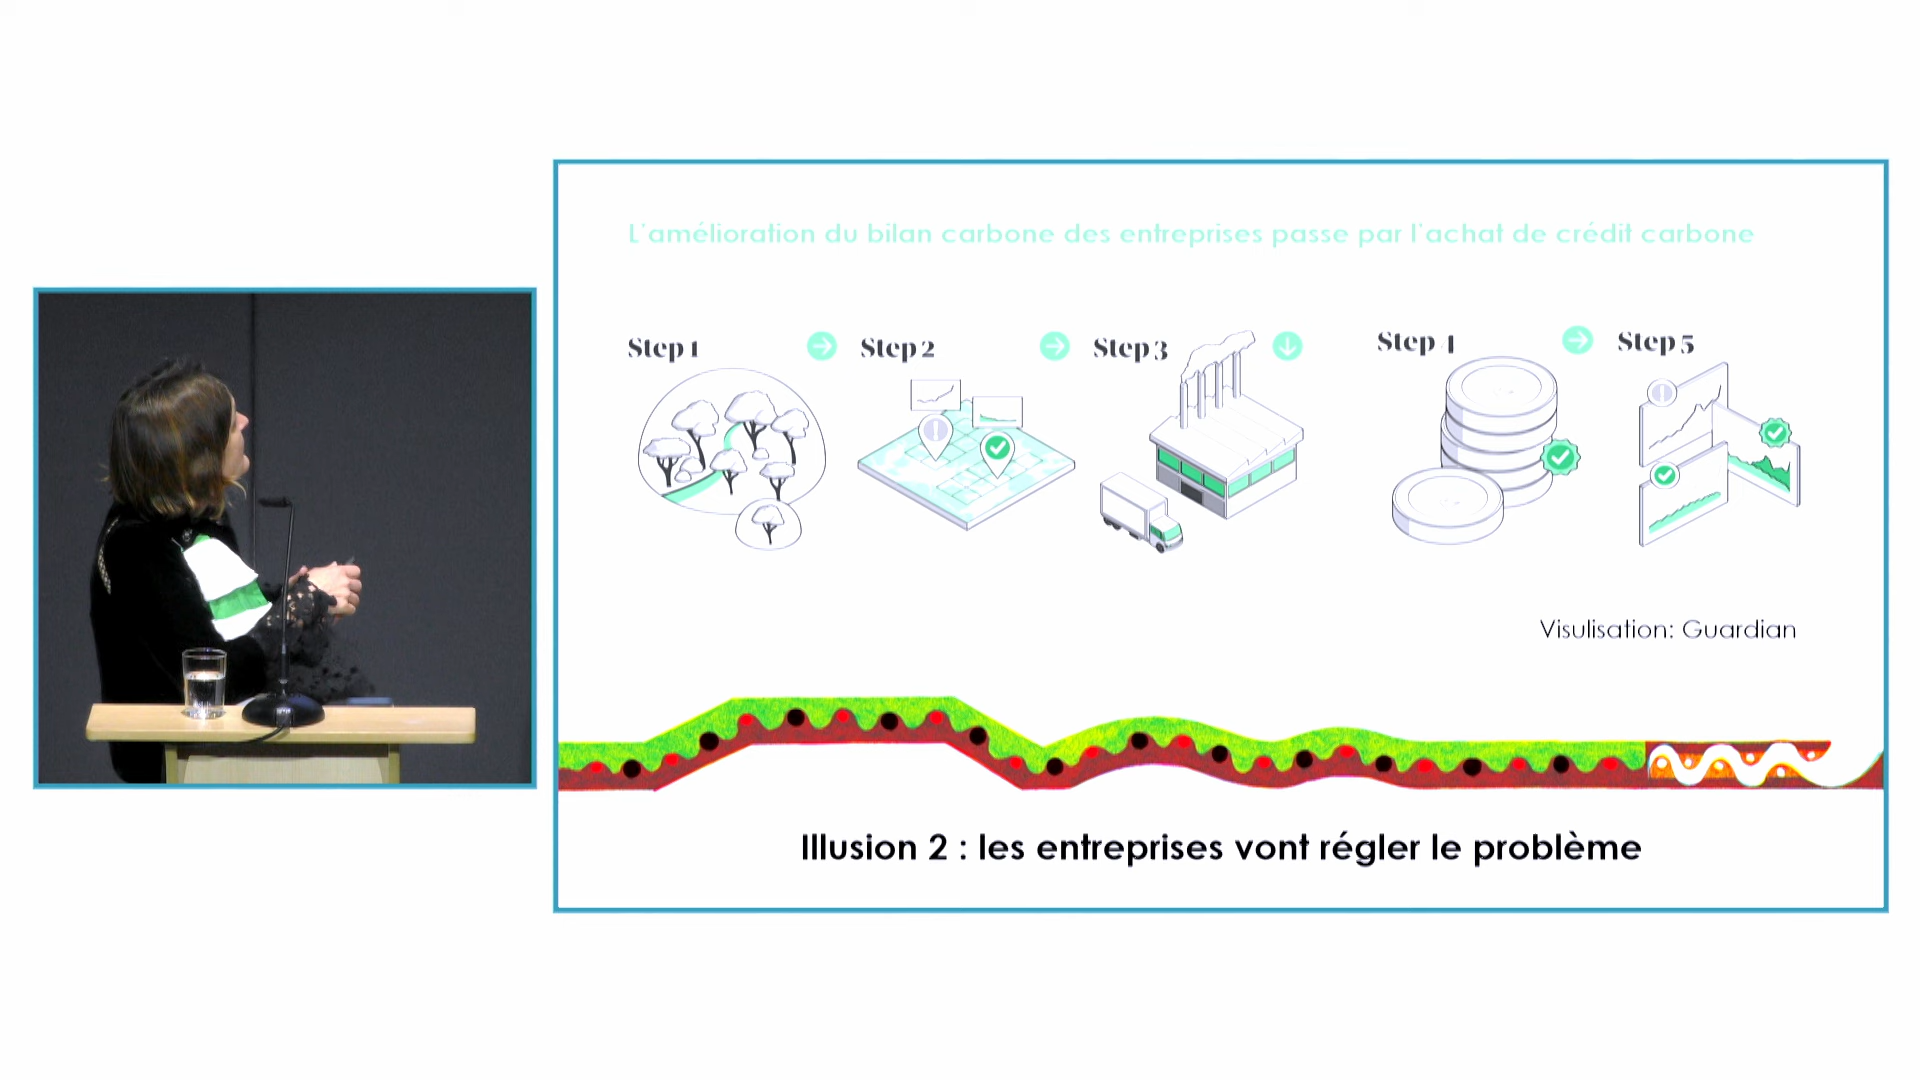 L'amélioration du bilan carbone des entreprises passe par l'achat de crédit carbone
Step 1
Step 2
Step 3
Step 4
Step 5
Visulisation: Guardian
Illusion 2 : les entreprises vont régler le problème